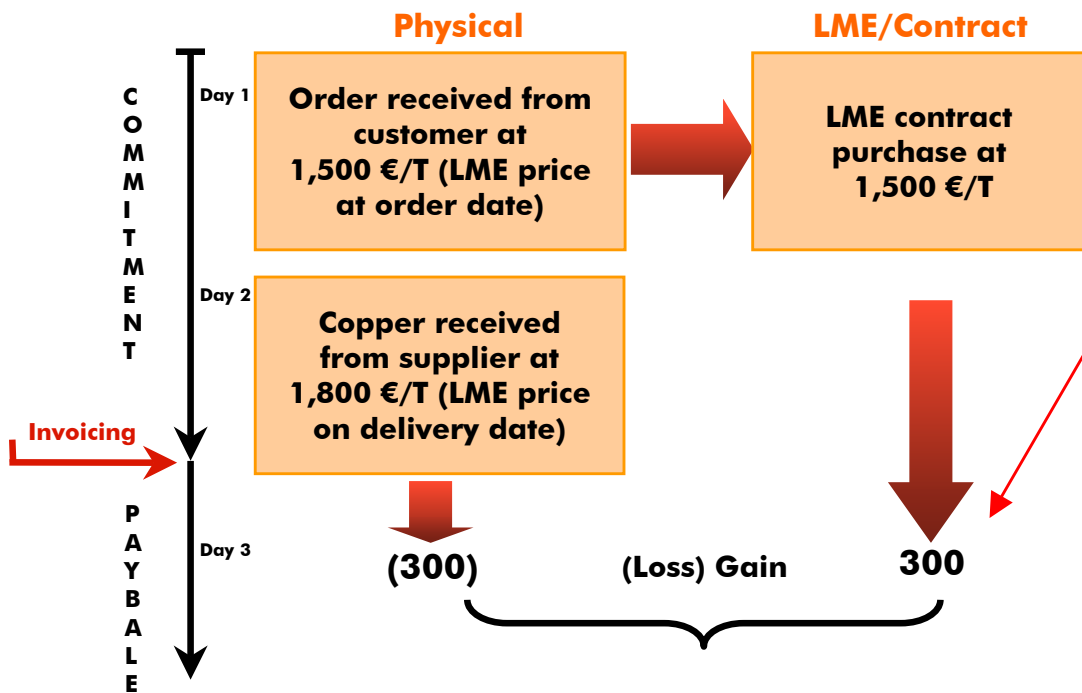 Physical
LME/Contract
COMMITMENT
Day 1
Order received from
customer at
1,500 €/T (LME price
at order date)
LME contract
purchase at
1,500 €/T
Day 2
Copper received
from supplier at
1,800 €/T (LME price
on delivery date)
Invoicing
PAYBALE
Day 3
(300)
(Loss) Gain
300